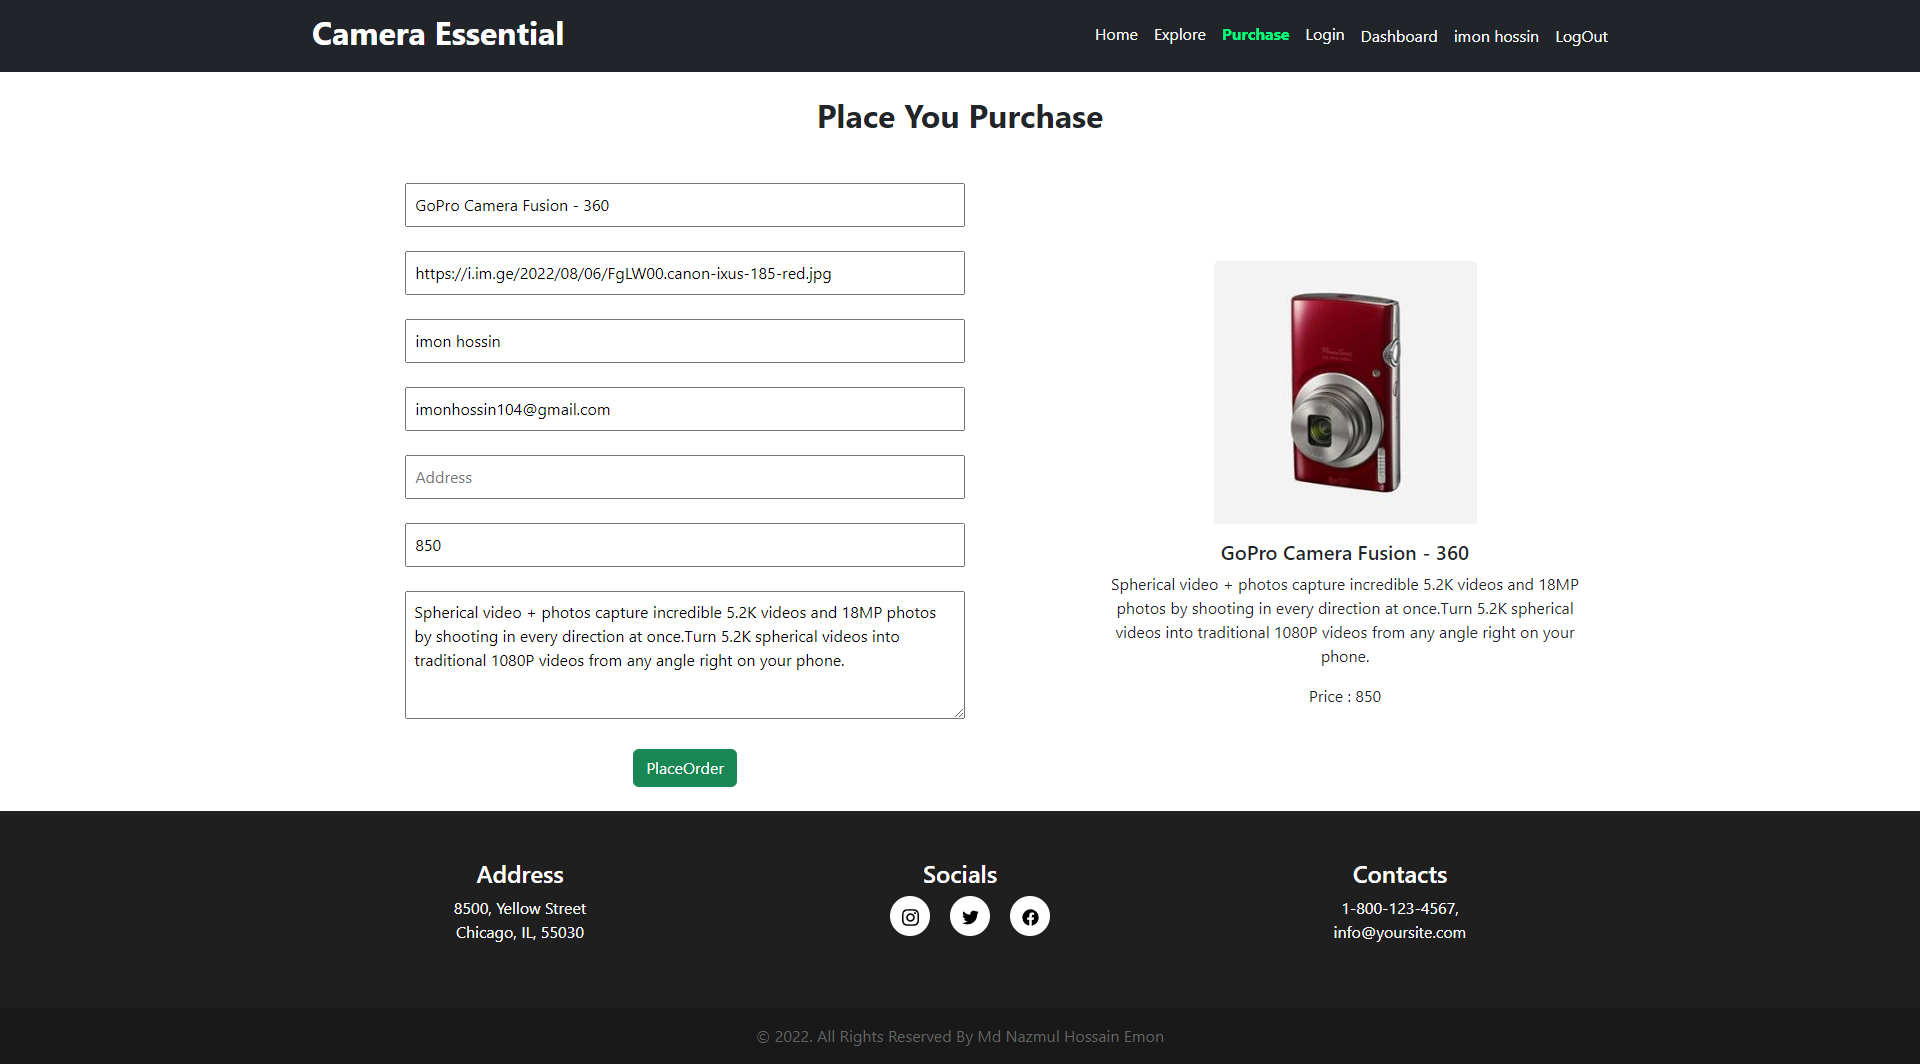 Camera Essential
Home Explore Purchase Login Dashboard imon hossin LogOut
Place You Purchase
GoPro Camera Fusion - 360
https://i.im.ge/2022/08/06/FgLW00.canon-ixus-185-red.jpg
imon hossin
imonhossin104@gmail.com
Address
850
Spherical video + photos capture incredible 5.2K videos and 18MP photos
by shooting in every direction at once.Turn 5.2K spherical videos into
traditional 1080P videos from any angle right on your phone.
PlaceOrder
GoPro Camera Fusion - 360
Spherical video + photos capture incredible 5.2K videos and 18MP
photos by shooting in every direction at once.Turn 5.2K spherical
videos into traditional 1080P videos from any angle right on your
phone.
Price : 850
Address
8500, Yellow Street
Chicago, IL, 55030
Socials
Contacts
1-800-123-4567,
info@yoursite.com
© 2022. All Rights Reserved By Md Nazmul Hossain Emon